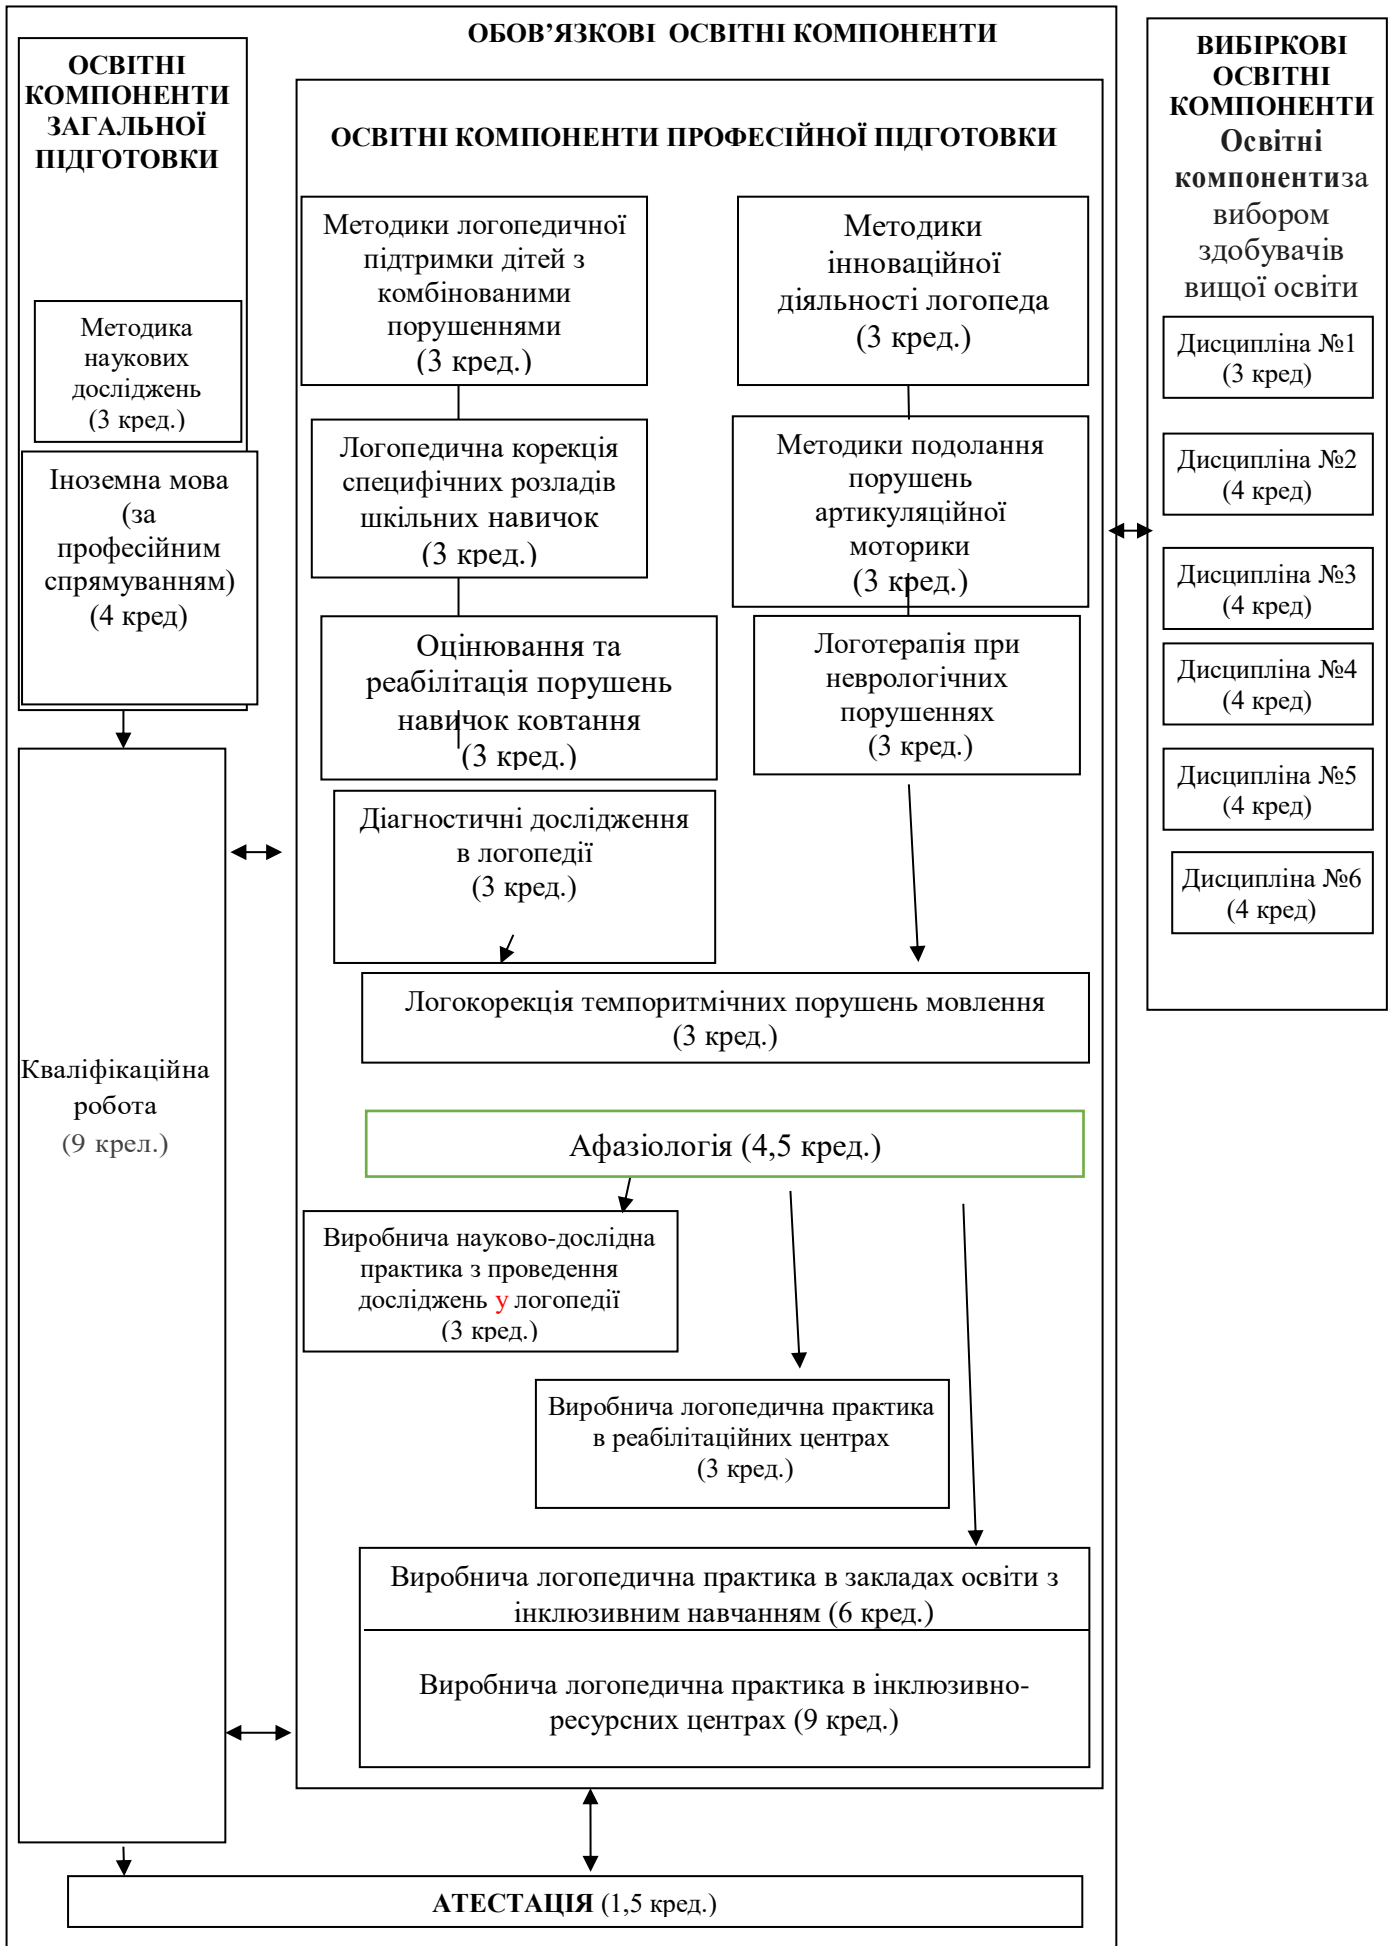 ОБОВ’ЯЗКОВІ ОСВІТНІ КОМПОНЕНТИ
ОСВІТНІ
КОМПОНЕНТИ
ЗАГАЛЬНОЇ
ПІДГОТОВКИ
Методика
наукових
досліджень
(3 кред.)
Іноземна мова
(за
професійним
спрямуванням)
(4 кред)
Кваліфікаційна
робота
(9 крел.)
ОСВІТНІ КОМПОНЕНТИ ПРОФЕСІЙНОЇ ПІДГОТОВКИ
Методики логопедичної
підтримки дітей з
комбінованими
порушеннями
(3 кред.)
Логопедична корекція
специфічних розладів
шкільних навичок
(3 кред.)
Оцінювання та
реабілітація порушень
навичок ковтання
(3 кред.)
Діагностичні дослідження
в логопедії
(3 кред.)
Методики
інноваційної
діяльності логопеда
(3 кред.)
Методики подолання
порушень
артикуляційної
моторики
(3 кред.)
Логотерапія при
неврологічних
порушеннях
(3 кред.)
Логокорекція темпоритмічних порушень мовлення
(3 кред.)
Афазіологія (4,5 кред.)
Виробнича науково-дослідна
практика з проведення
досліджень у логопедії
(3 кред.)
Виробнича логопедична практика
в реабілітаційних центрах
(3 кред.)
Виробнича логопедична практика в закладах освіти з
інклюзивним навчанням (6 кред.)
Виробнича логопедична практика в інклюзивно-
ресурсних центрах (9 кред.)
АТЕСТАЦІЯ (1,5 кред.)
ВИБІРКОВІ
ОСВІТНІ
КОМПОНЕНТИ
Освітні
компонентиза
вибором
здобувачів
вищої освіти
Дисципліна №1
(3 кред)
Дисципліна №2
(4 кред)
Дисципліна №3
(4 кред)
Дисципліна №4
(4 кред)
Дисципліна №5
(4 кред)
Дисципліна №6
(4 кред)